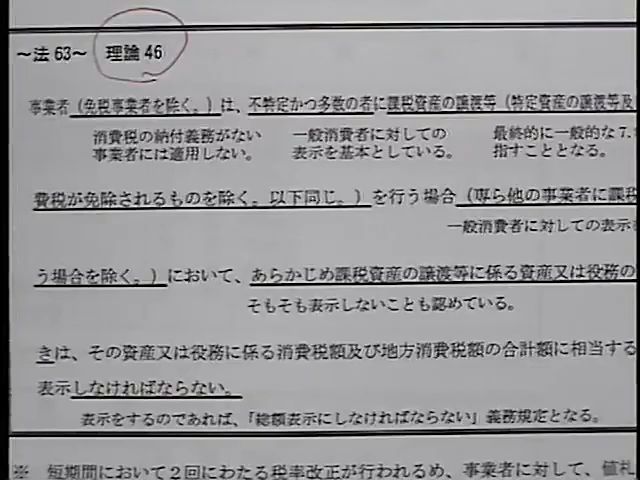 ～法63～ 理論46
事業者（免税事業者を除く。）は、不特定かつ多数の者に課税資産の譲渡等（特定資産の譲渡等及
消費税の納付義務がない 一般消費者に対しての 最終的に一般的な7.
事業者には適用しない。 表示を基本としている。 指すこととなる。
費税が免除されるものを除く。以下同じ。）を行う場合（専ら他の事業者に課税
一般消費者に対しての表示
う場合を除く。）において、あらかじめ課税資産の譲渡等に係る資産又は役務の
そもそも表示しないことも認めている。
きは、その資産又は役務に係る消費税額及び地方消費税額の合計額に相当する
表示しなければならない。
表示をするのであれば、「総額表示にしなければならない」義務規定となる。
※ 短期間において2回にわたる税率改正が行われるめ、事業者に対して、値札